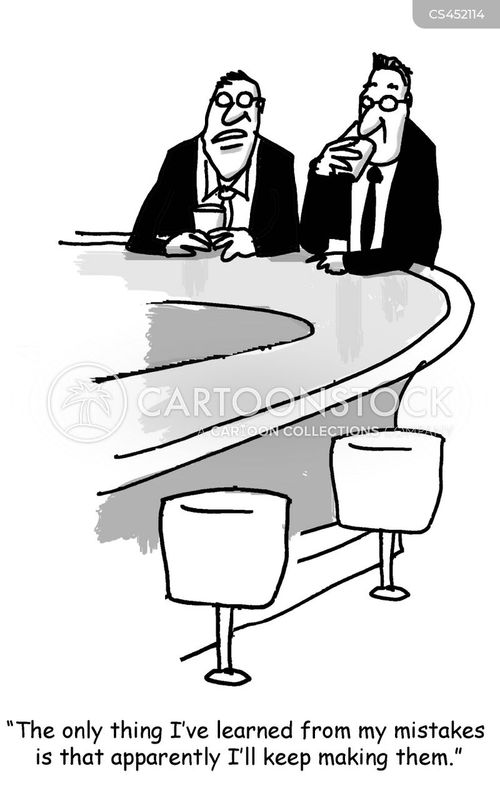 CS452114
CARTOONSTOCK
A CARTOON COLLECTIONS COMPANY
“The only thing I’ve learned from my mistakes
is that apparently I’ll keep making them.”